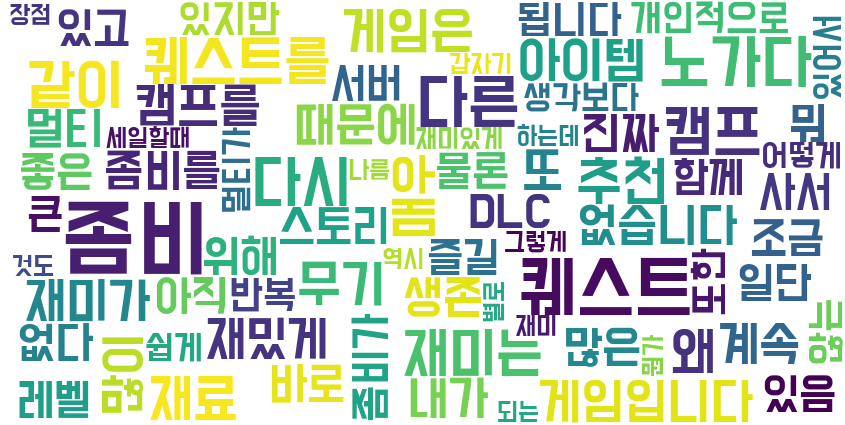 장점
있고
있지만
게임은
됩니다
개인적으로
퀘스트를
갑자기
아이템
노가다
있어요
같이
캠프를
서버
다른
생각보다
뭐
멀티
세일할때
때문에
재미있게
하는데
진짜
캠프
어떻게
좋은
좀비를
멀티가
다시
나름
아
물론
또
추천
함께
사서
큰
좀비
스토리
좀
DLC
없습니다
조금
것도
위해
역시
즐길
그렇게
퀘스트
또한
일단
재미가
아직
반복
무기
생존
별로
없다
많이
쉽게
재밌게
좀비가
재미는
재미
많은
뭔가
왜
계속
레벨
재료
바로
내가
되는
게임입니다
있음